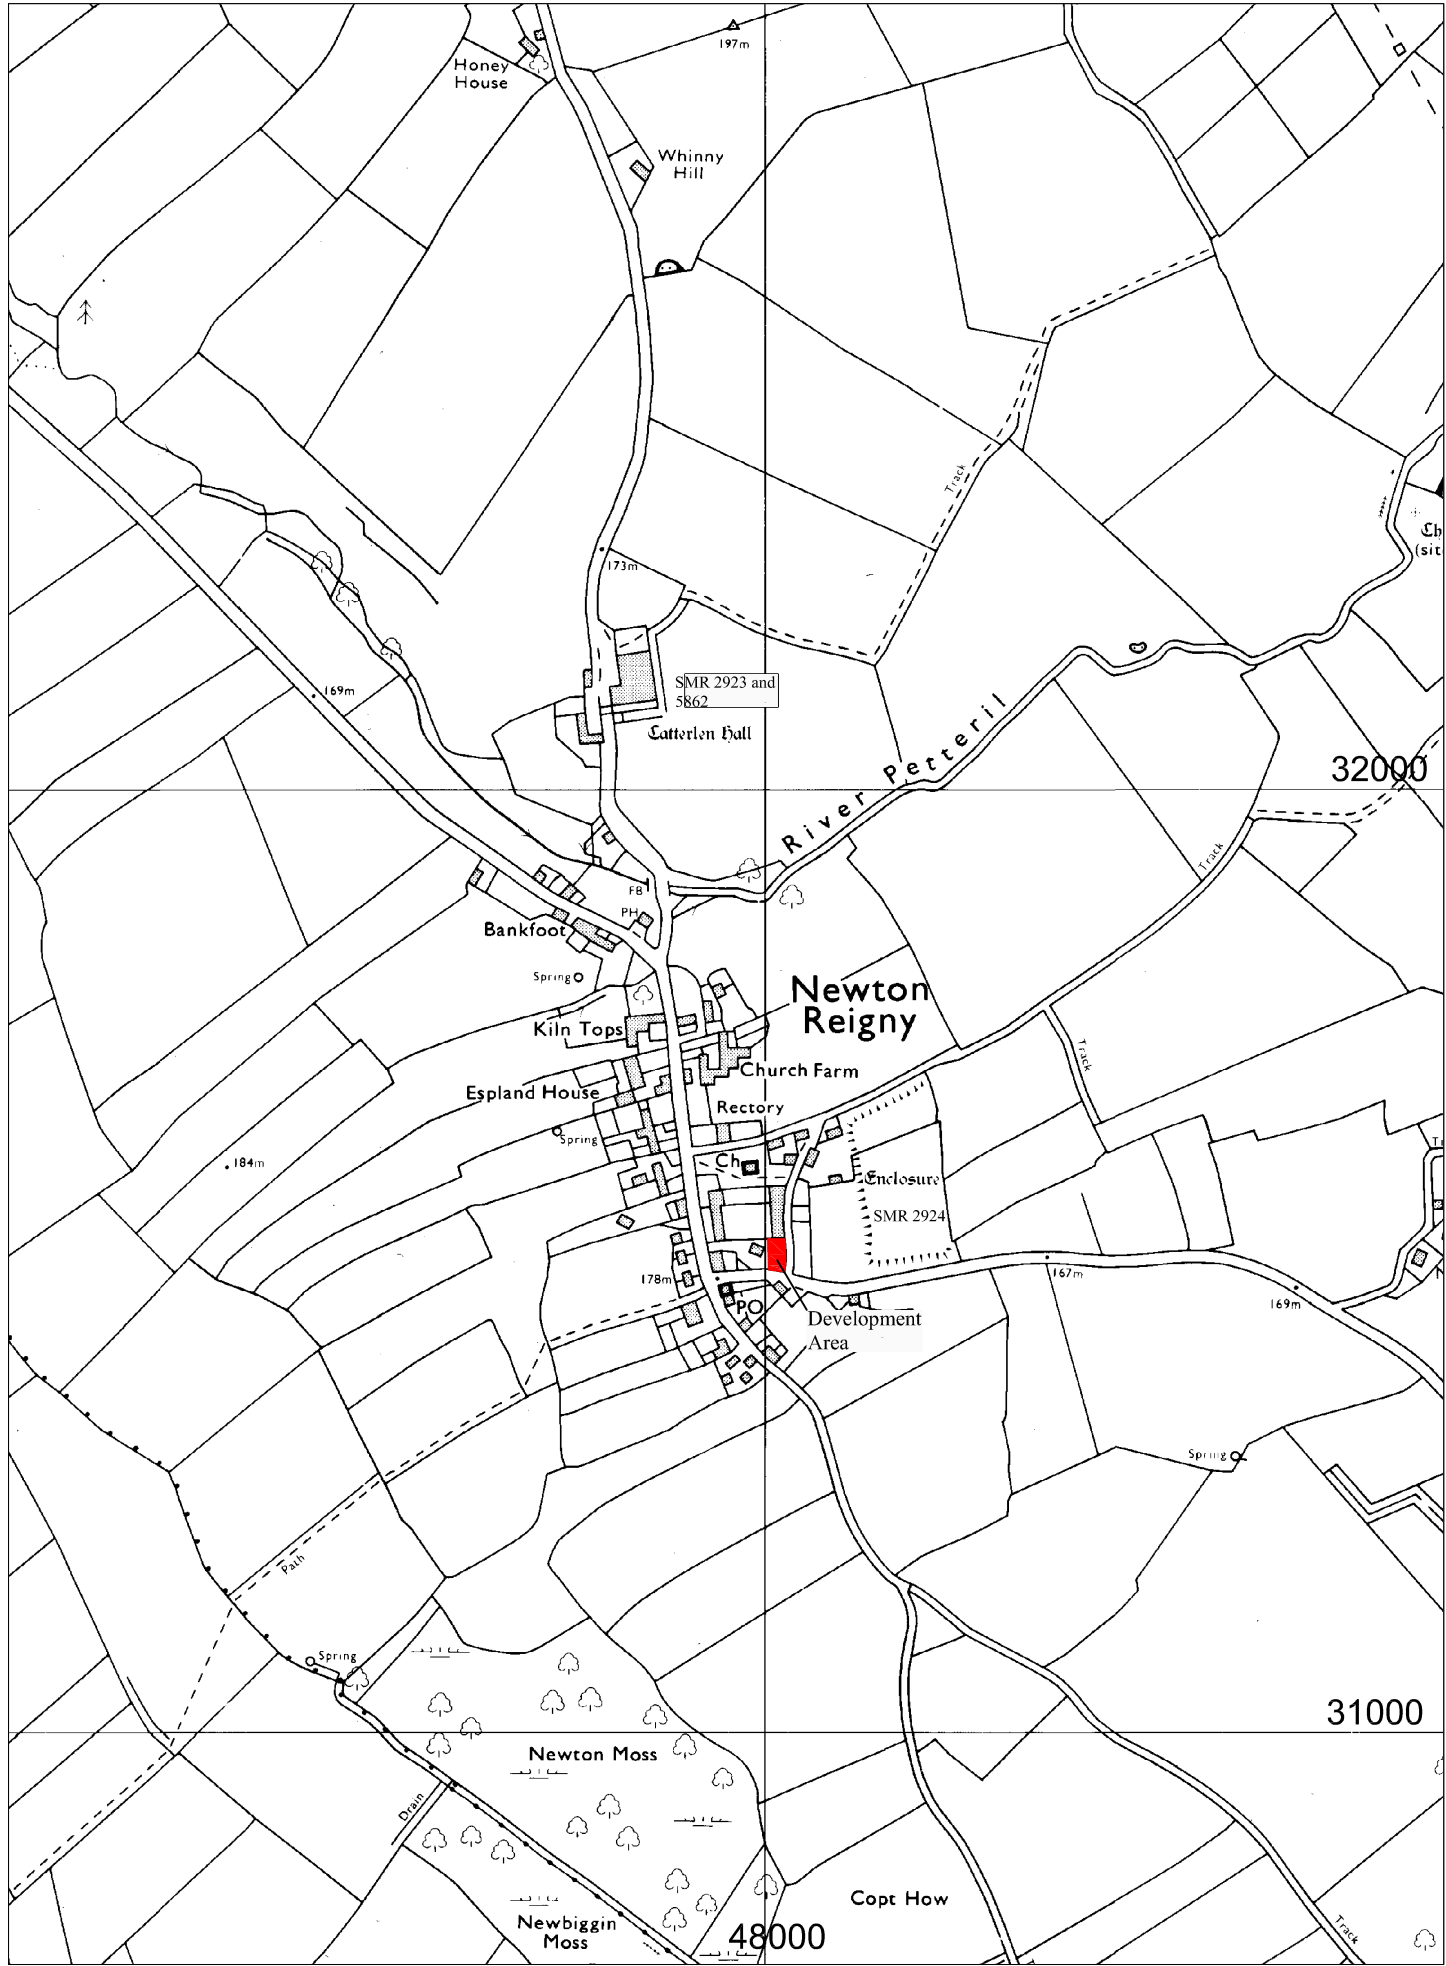 197m
Honey
House
Whinny
Hill
Track
Ch
(sit
173m
SMR 2923 and
5862
169m
Catterlen Hall
River Petteril
32000
Track
FB
PH
Bankfoot
Spring
Newton
Reigny
Kiln Tops
Track
Church Farm
Espland House
Rectory
Spring
Ch
184m
Enclosure
SMR 2924
178m
167m
169m
PO
Development
Area
Spring
Path
Spring
31000
Newton Moss
Drain
Copt How
Newbiggin
Moss
48000
Track